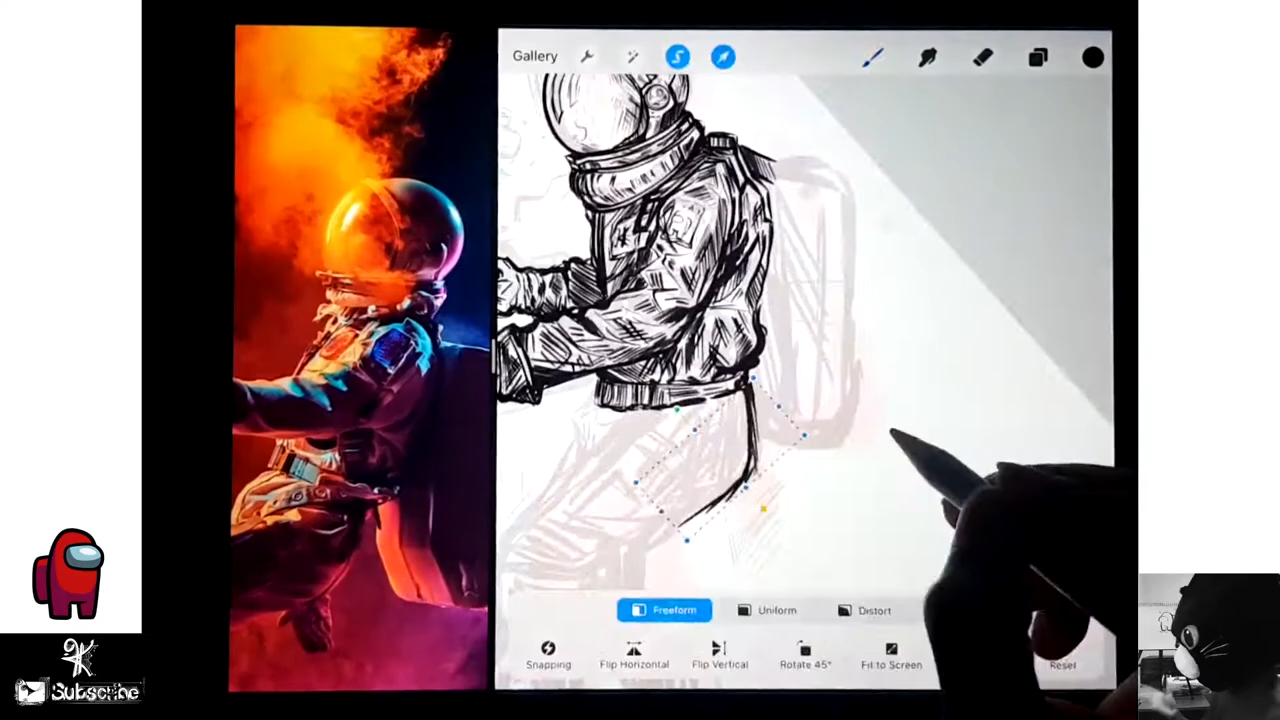 Gallery
Freeform
Uniform
Distort
Snapping
Flip Horizontal
Flip Vertical
Rotate 45°
Fit to Screen
Reset
Subscribe